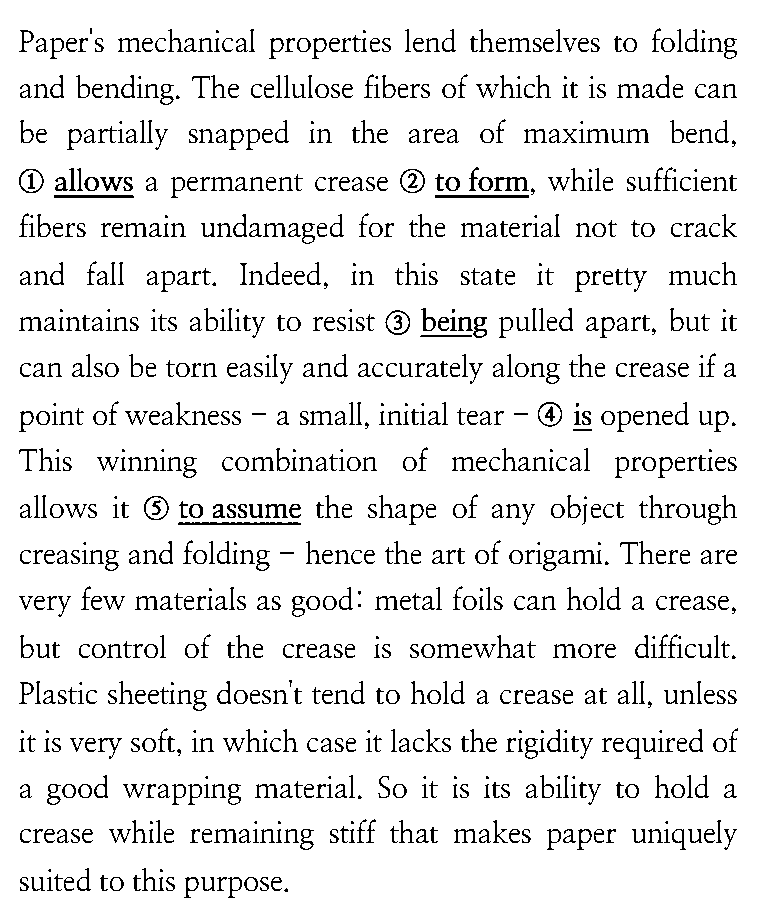 Paper's mechanical properties lend themselves to folding
and bending. The cellulose fibers of which it is made can
be partially snapped in the area of maximum bend,
① allows a permanent crease ② to form, while sufficient
fibers remain undamaged for the material not to crack
and fall apart. Indeed, in this state it pretty much
maintains its ability to resist ③ being pulled apart, but it
can also be torn easily and accurately along the crease if a
point of weakness – a small, initial tear – ④ is opened up.
This winning combination of mechanical properties
allows it ⑤ to assume the shape of any object through
creasing and folding – hence the art of origami. There are
very few materials as good: metal foils can hold a crease,
but control of the crease is somewhat more difficult.
Plastic sheeting doesn't tend to hold a crease at all, unless
it is very soft, in which case it lacks the rigidity required of
a good wrapping material. So it is its ability to hold a
crease while remaining stiff that makes paper uniquely
suited to this purpose.